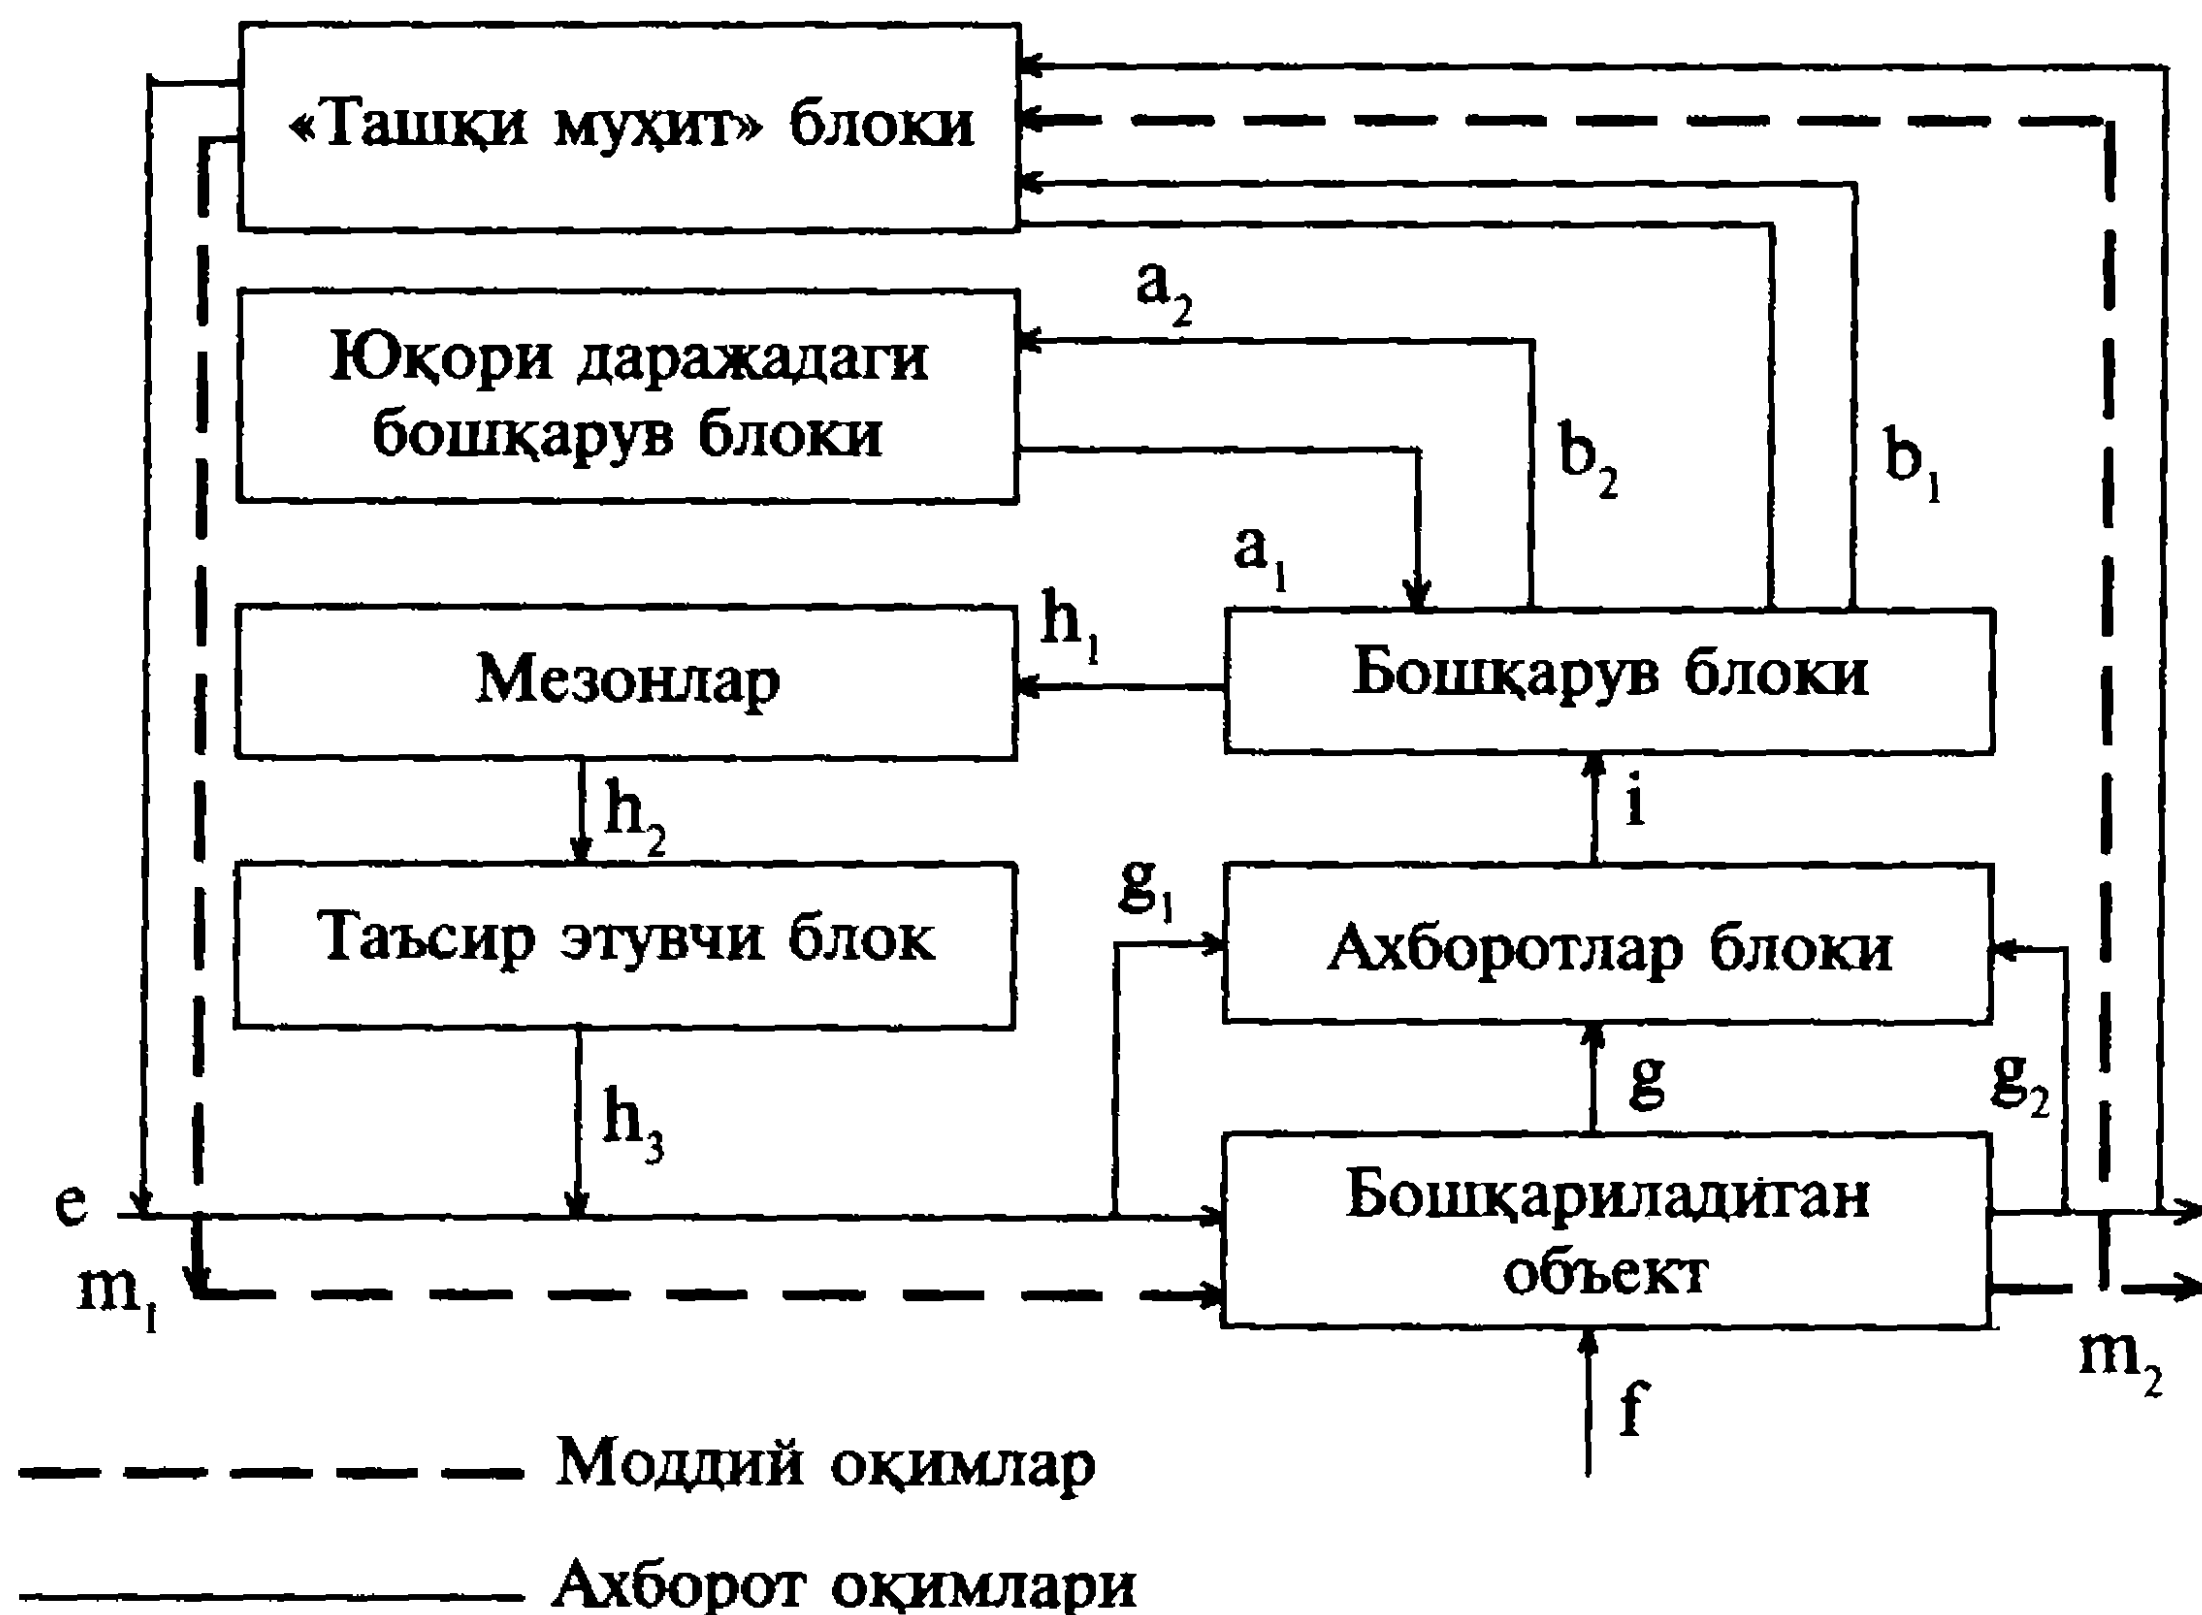 «Ташқи муҳит» блоки
a₂
Юқори даражадаги
бошқарув блоки
b₂
b₁
a₁
h₁
Мезонлар
Бошқарув блоки
h₂
i
g₁
Таъсир этувчи блок
Ахборотлар блоки
h₃
g
g₂
e
Бошқариладиган
объект
m₁
m₂
f
Моддий оқимлар
Ахборот оқимлари